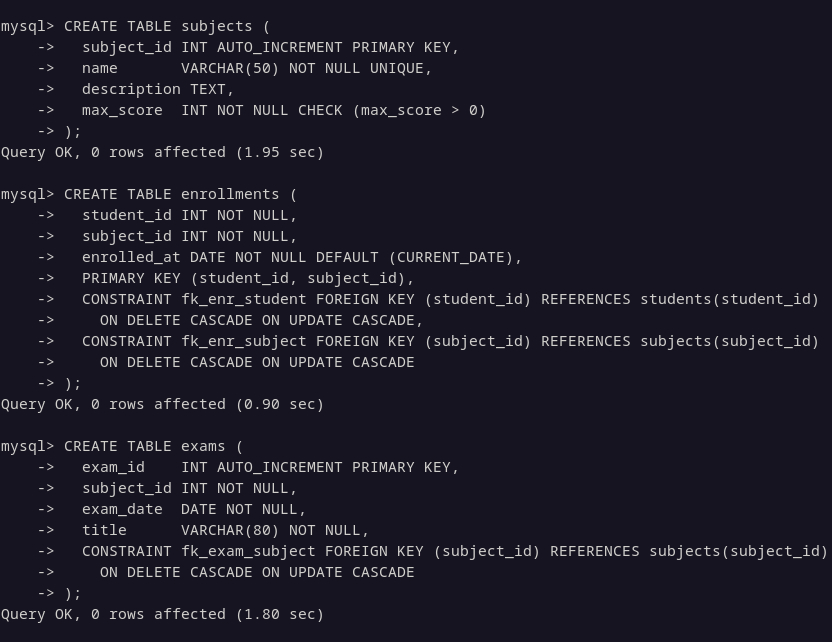 mysql> CREATE TABLE subjects (
    ->   subject_id INT AUTO_INCREMENT PRIMARY KEY,
    ->   name       VARCHAR(50) NOT NULL UNIQUE,
    ->   description TEXT,
    ->   max_score  INT NOT NULL CHECK (max_score > 0)
    -> );
Query OK, 0 rows affected (1.95 sec)

mysql> CREATE TABLE enrollments (
    ->   student_id INT NOT NULL,
    ->   subject_id INT NOT NULL,
    ->   enrolled_at DATE NOT NULL DEFAULT (CURRENT_DATE),
    ->   PRIMARY KEY (student_id, subject_id),
    ->   CONSTRAINT fk_enr_student FOREIGN KEY (student_id) REFERENCES students(student_id)
    ->     ON DELETE CASCADE ON UPDATE CASCADE,
    ->   CONSTRAINT fk_enr_subject FOREIGN KEY (subject_id) REFERENCES subjects(subject_id)
    ->     ON DELETE CASCADE ON UPDATE CASCADE
    -> );
Query OK, 0 rows affected (0.90 sec)

mysql> CREATE TABLE exams (
    ->   exam_id    INT AUTO_INCREMENT PRIMARY KEY,
    ->   subject_id INT NOT NULL,
    ->   exam_date  DATE NOT NULL,
    ->   title      VARCHAR(80) NOT NULL,
    ->   CONSTRAINT fk_exam_subject FOREIGN KEY (subject_id) REFERENCES subjects(subject_id)
    ->     ON DELETE CASCADE ON UPDATE CASCADE
    -> );
Query OK, 0 rows affected (1.80 sec)